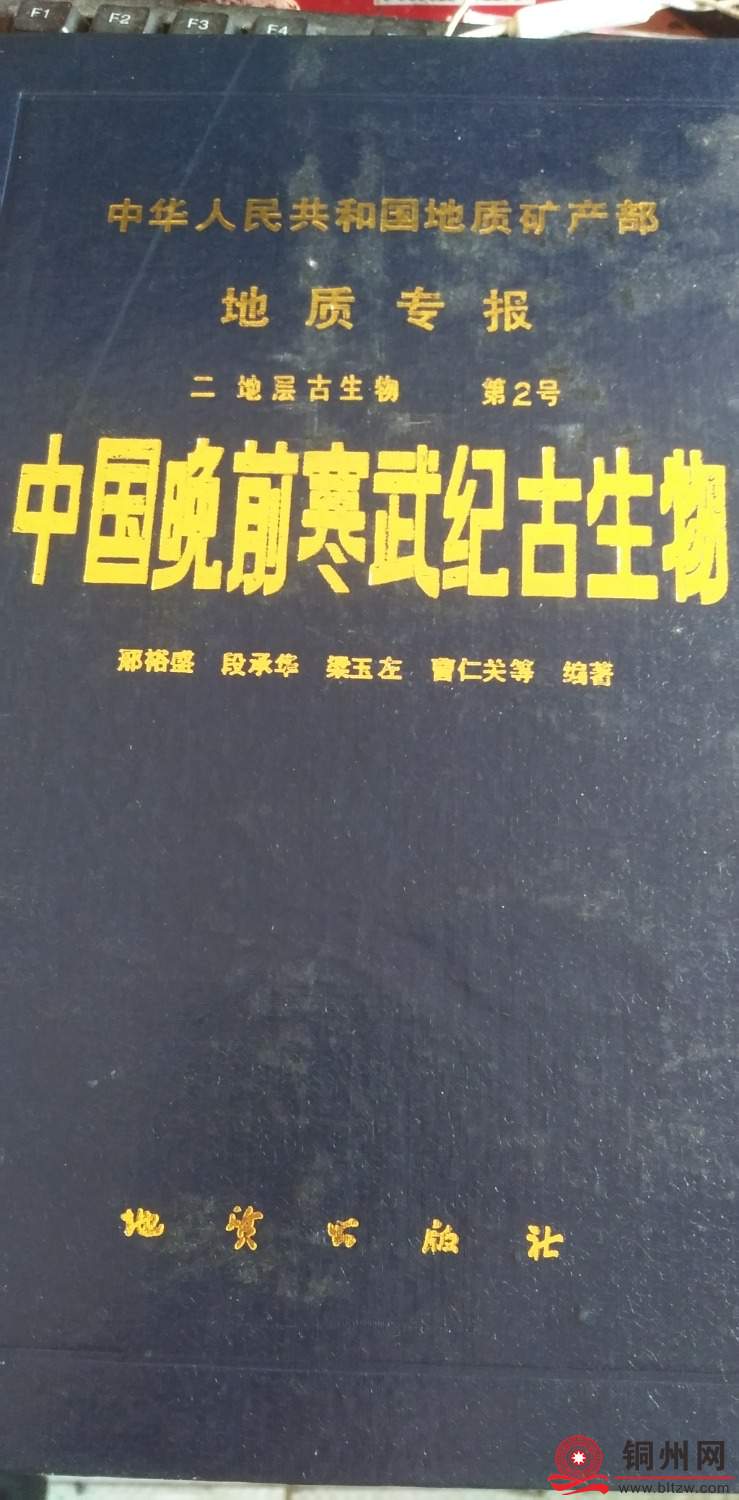 F1 F2 F3 F4
中华人民共和国地质矿产部
地质专报
二 地层古生物 第2号
中国晚前寒武纪古生物
邢裕盛 段承华 梁玉左 曹仁关等 编著
地质出版社
铜州网
www.bltzw.com